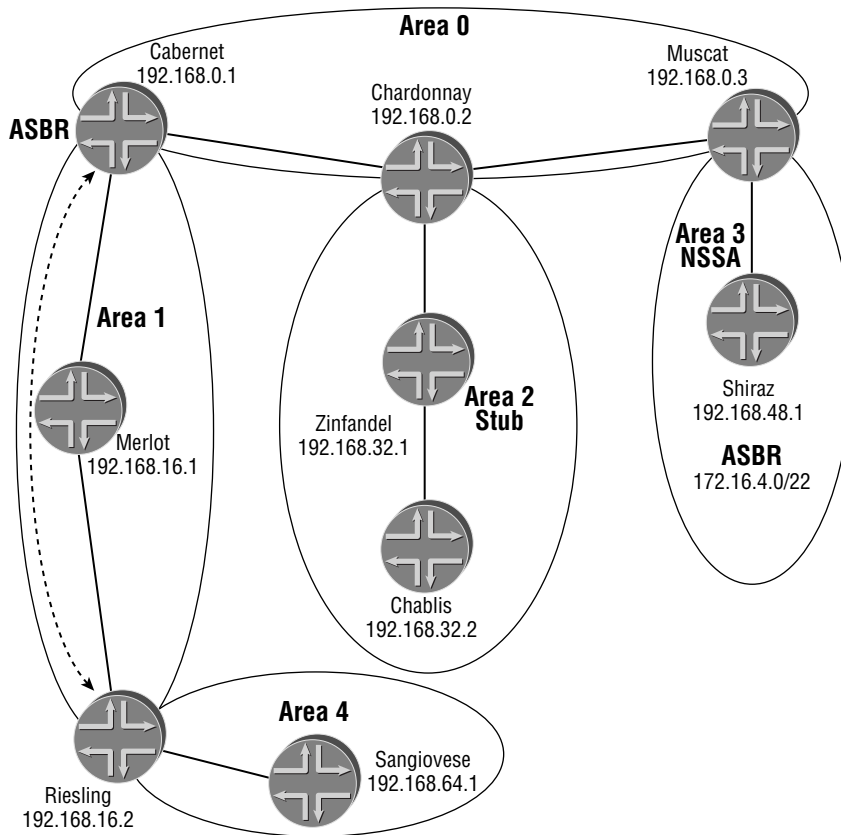 Area 0
Cabernet
192.168.0.1
Muscat
192.168.0.3
Chardonnay
192.168.0.2
ASBR
Area 1
Area 3
NSSA
Merlot
192.168.16.1
Zinfandel
192.168.32.1
Area 2
Stub
Shiraz
192.168.48.1
ASBR
172.16.4.0/22
Chablis
192.168.32.2
Area 4
Riesling
192.168.16.2
Sangiovese
192.168.64.1